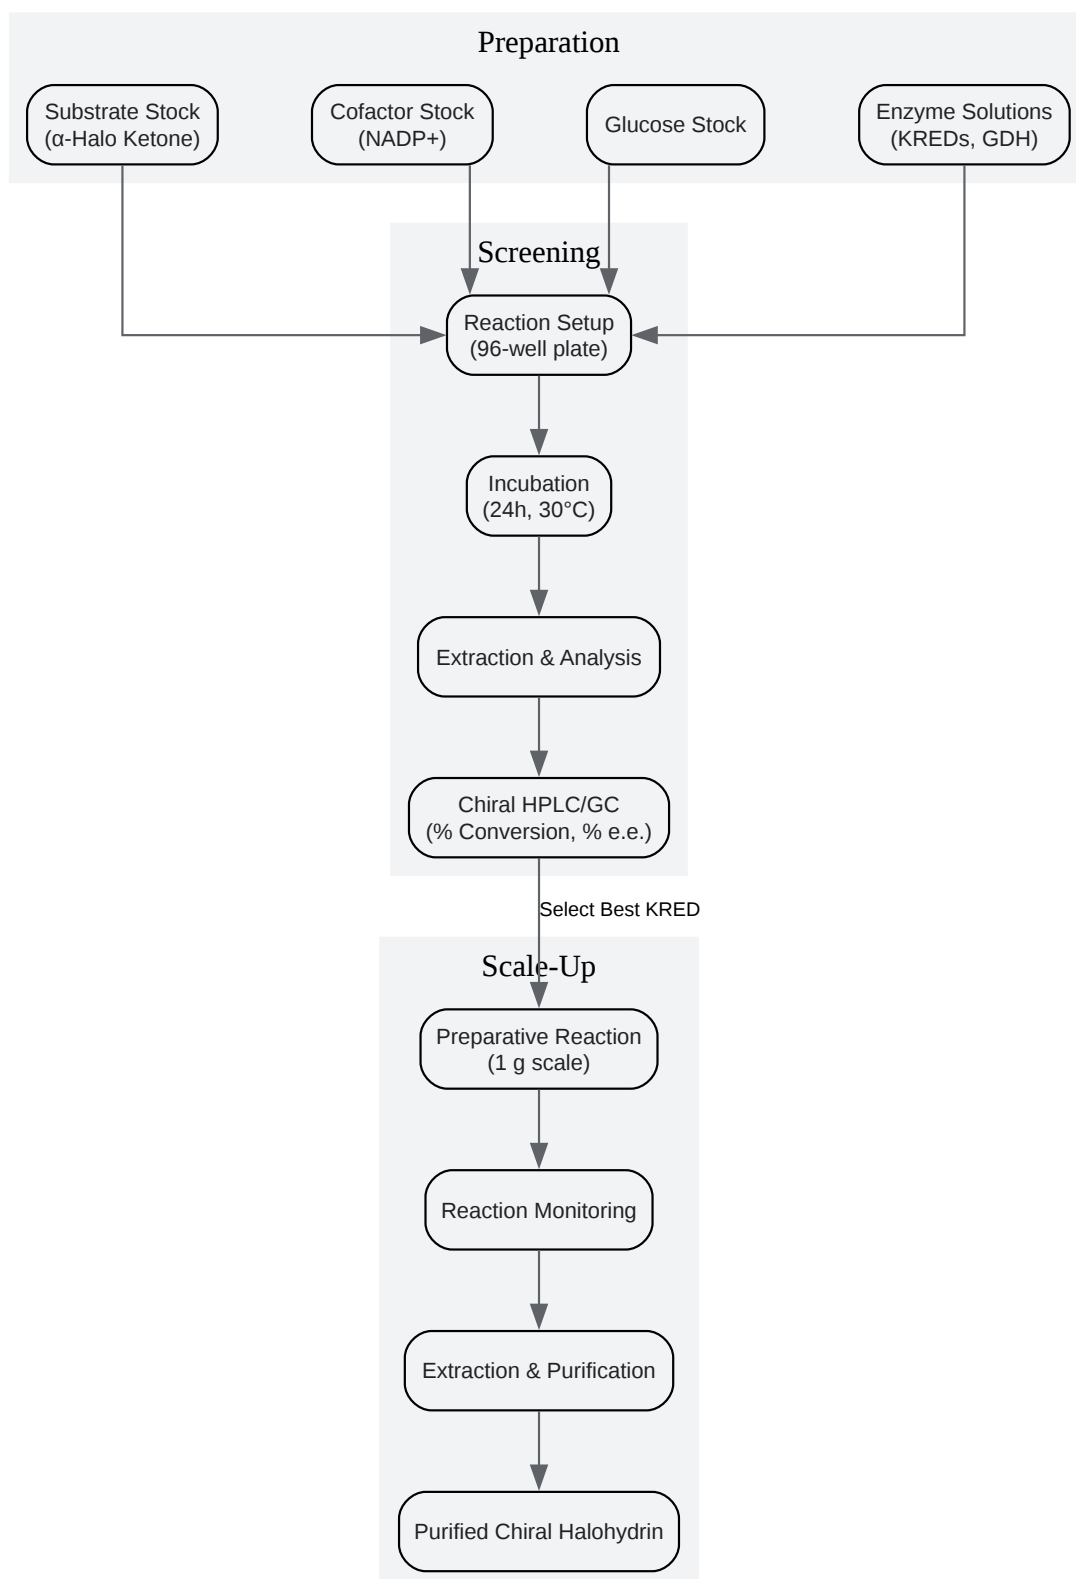 Preparation
Substrate Stock
(α-Halo Ketone)
Cofactor Stock
(NADP+)
Glucose Stock
Enzyme Solutions
(KREDs, GDH)
Screening
Reaction Setup
(96-well plate)
Incubation
(24h, 30°C)
Extraction & Analysis
Chiral HPLC/GC
(% Conversion, % e.e.)
Select Best KRED
Scale-Up
Preparative Reaction
(1 g scale)
Reaction Monitoring
Extraction & Purification
Purified Chiral Halohydrin